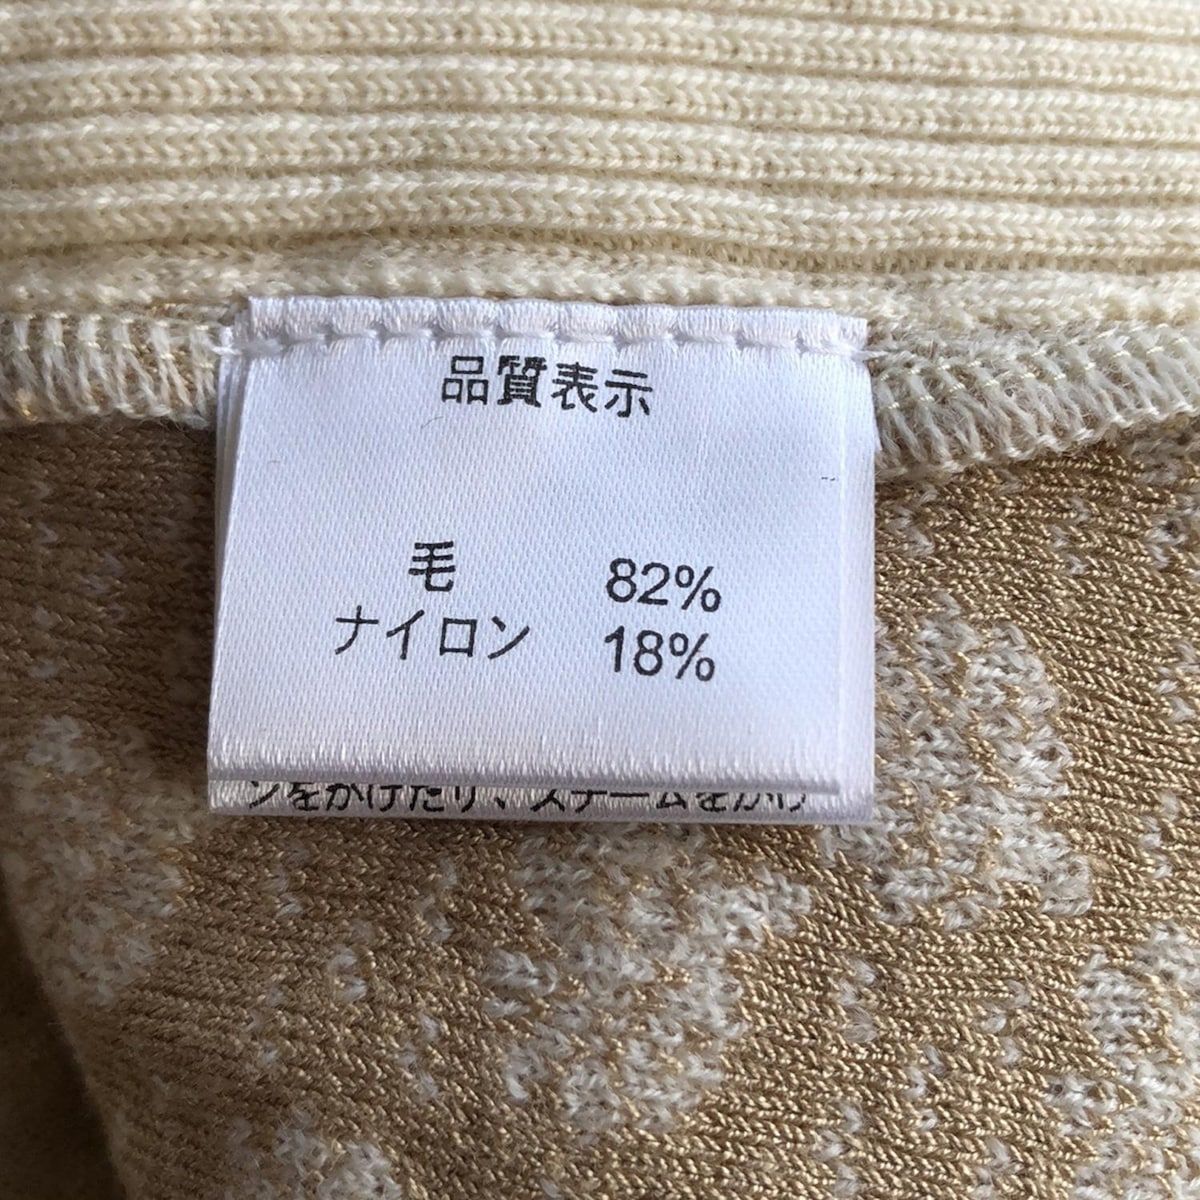 品質表示
毛 82%
ナイロン 18%
ンをかけたり、スチームをかけ